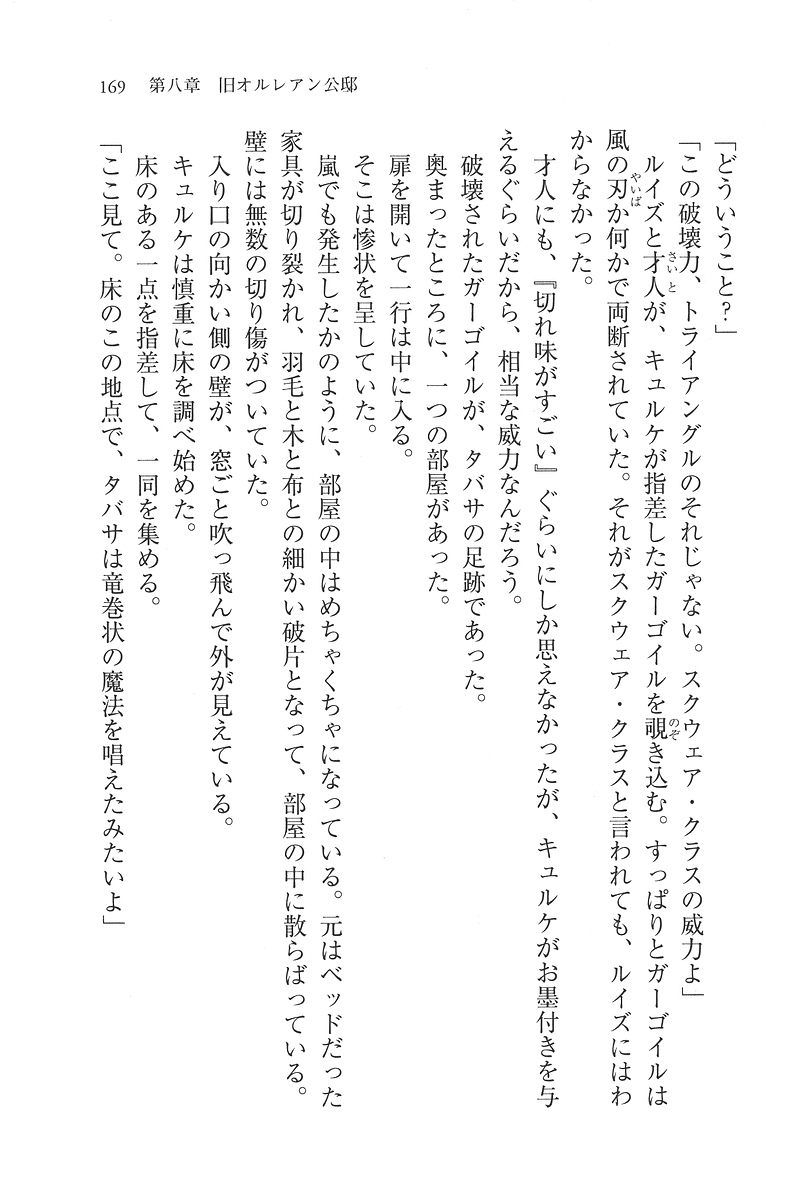 169 第八章 旧オルレアン公邸
「どういうこと？」
「この破壊力、トライアングルのそれじゃない。スクウェア・クラスの威力よ」
ルイズと才人が、キュルケが指差したガーゴイルを覗き込む。すっぱりとガーゴイルは
風の刃か何かで両断されていた。それがスクウェア・クラスと言われても、ルイズにはわ
からなかった。
才人にも、『切れ味がすごい』ぐらいにしか思えなかったが、キュルケがお墨付きを与
えるぐらいだから、相当な威力なんだろう。
破壊されたガーゴイルが、タバサの足跡であった。
奥まったところに、一つの部屋があった。
扉を開いて一行は中に入る。
そこは惨状を呈していた。
嵐でも発生したかのように、部屋の中はめちゃくちゃになっている。元はベッドだった
家具が切り裂かれ、羽毛と木と布との細かい破片となって、部屋の中に散らばっている。
壁には無数の切り傷がついていた。
入り口の向かい側の壁が、窓ごと吹っ飛んで外が見えている。
キュルケは慎重に床を調べ始めた。
床のある一点を指差して、一同を集める。
「ここ見て。床のこの地点で、タバサは竜巻状の魔法を唱えたみたいよ」
さいと
のぞ
やいば